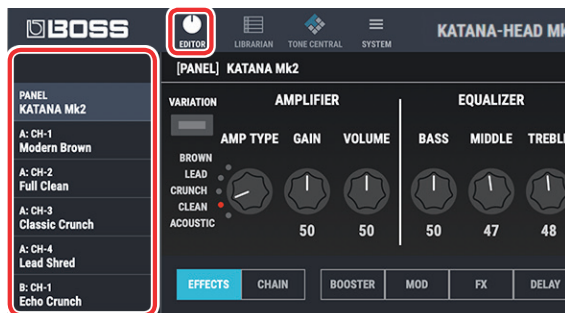 BOSS
EDITOR
LIBRARIAN
TONE CENTRAL
SYSTEM
KATANA-HEAD Mk
[PANEL] KATANA Mk2
PANEL
KATANA Mk2
A: CH-1
Modern Brown
A: CH-2
Full Clean
A: CH-3
Classic Crunch
A: CH-4
Lead Shred
B: CH-1
Echo Crunch
VARIATION
AMPLIFIER
EQUALIZER
AMP TYPE GAIN VOLUME BASS MIDDLE TREBL
BROWN
LEAD
CRUNCH
CLEAN
ACOUSTIC
50 50 50 47 48
EFFECTS CHAIN BOOSTER MOD FX DELAY